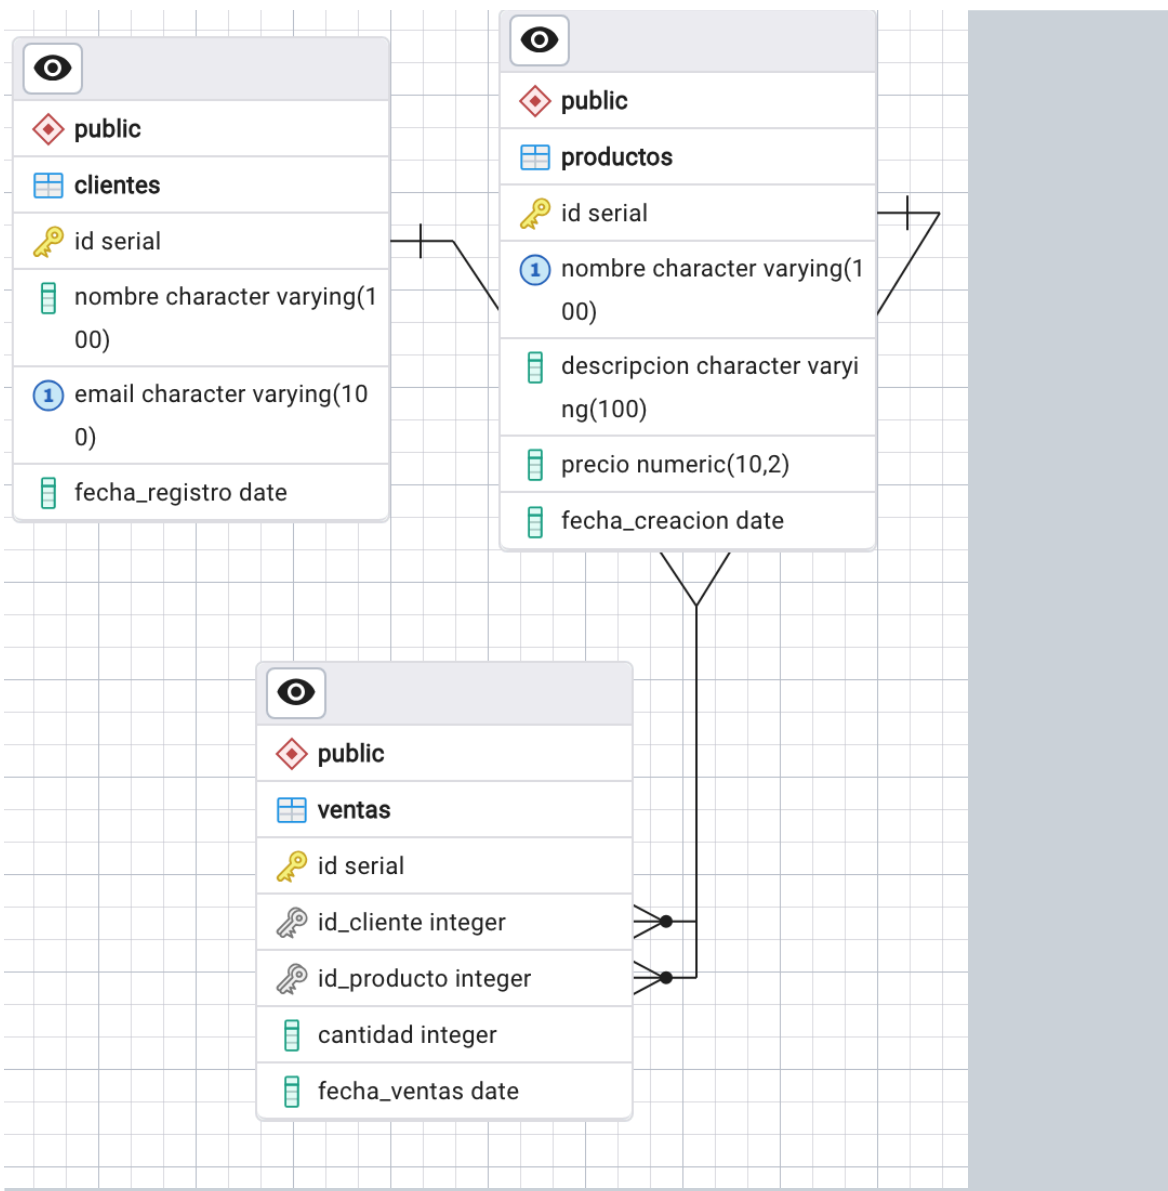 public
clientes
id serial
nombre character varying(1
00)
1 email character varying(10
0)
fecha_registro date
public
productos
id serial
1 nombre character varying(1
00)
descripcion character varyi
ng(100)
precio numeric(10,2)
fecha_creacion date
public
ventas
id serial
id_cliente integer
id_producto integer
cantidad integer
fecha_ventas date